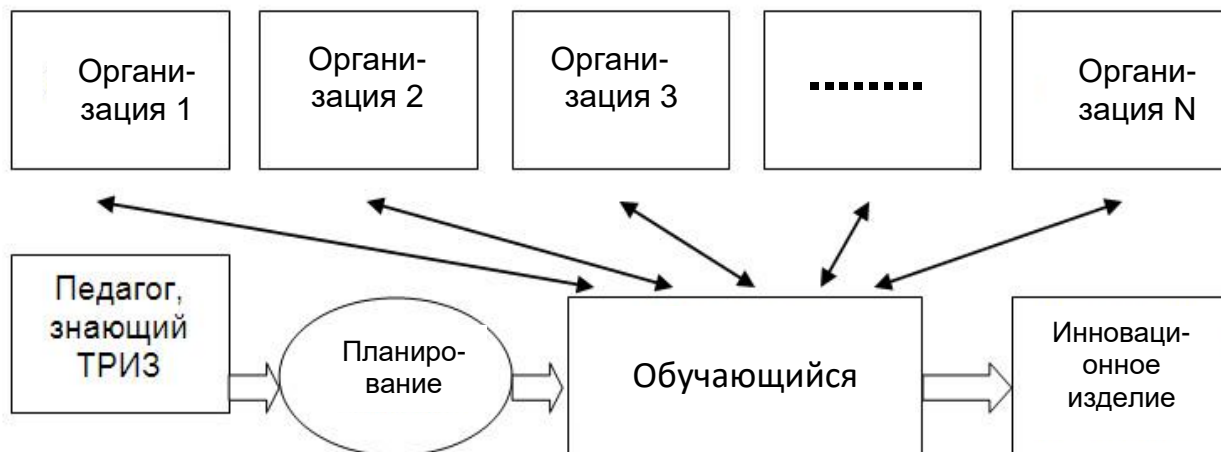 Органи-
зация 1
Органи-
зация 2
Органи-
зация 3
........
Органи-
зация N
Педагог,
знающий
ТРИЗ
Планиро-
вание
Обучающийся
Инноваци-
онное
изделие